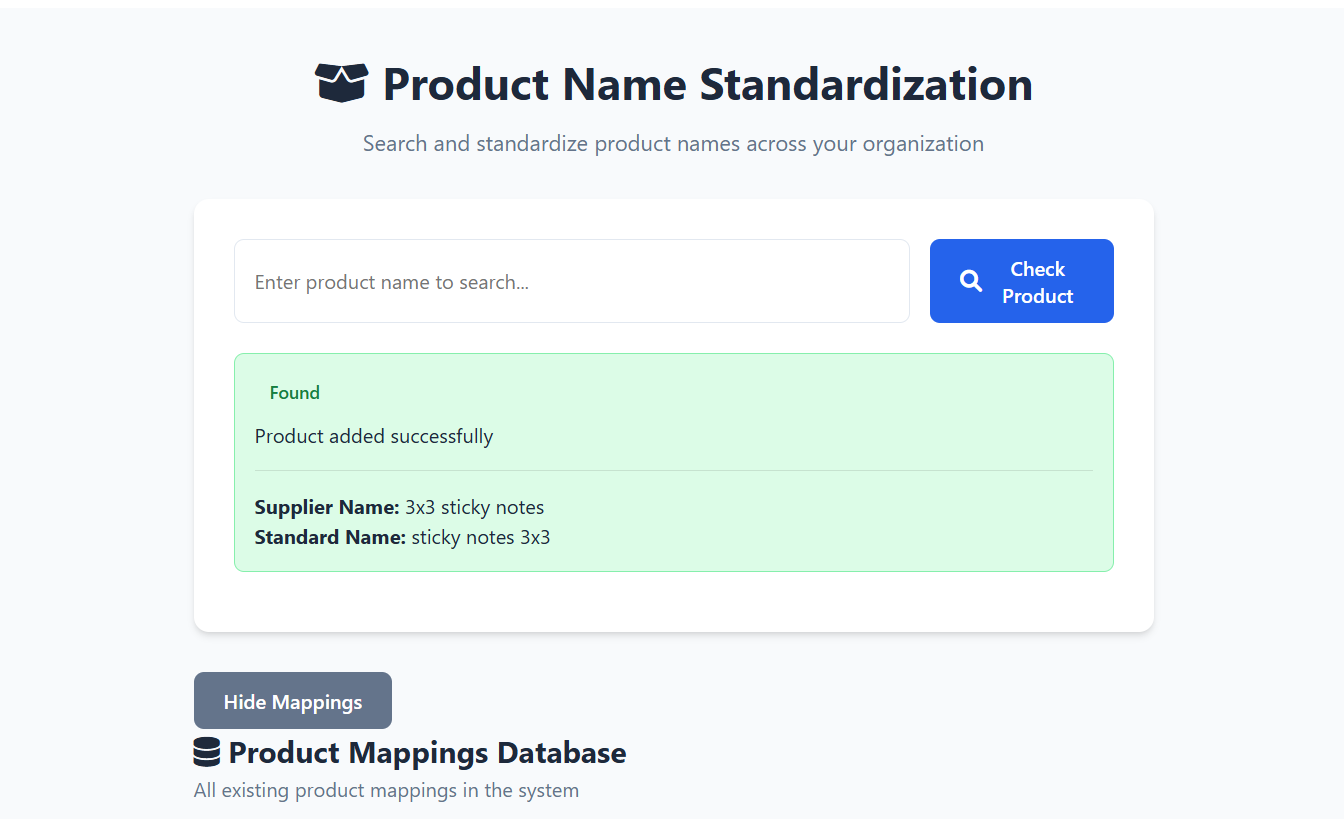 Product Name Standardization
Search and standardize product names across your organization
Enter product name to search...
Check
Product
Found
Product added successfully
Supplier Name: 3x3 sticky notes
Standard Name: sticky notes 3x3
Hide Mappings
Product Mappings Database
All existing product mappings in the system